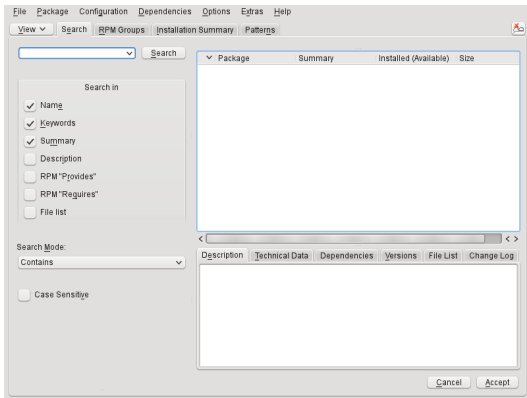 File Package Configuration Dependencies Options Extras Help
View Search RPM Groups Installation Summary Patterns
Search
Package Summary Installed (Available) Size
Search in
Name
Keywords
Summary
Description
RPM "Provides"
RPM "Requires"
File list
Search Mode:
Contains
Case Sensitive
Description Technical Data Dependencies Versions File List Change Log
Cancel Accept